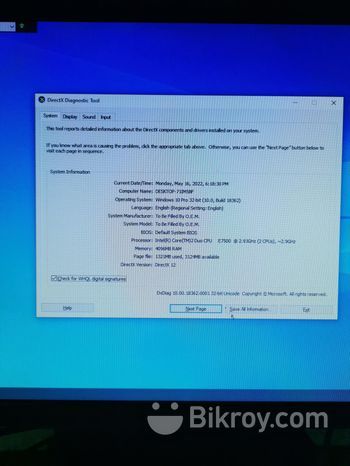 DirectX Diagnostic Tool
System Display Sound Input
This tool reports detailed information about the DirectX components and drivers installed on your system.
If you know what area is causing the problem, click the appropriate tab above. Otherwise, you can use the "Next Page" button below to
visit each page in sequence.
System Information
Current Date/Time: Monday, May 16, 2022, 6:18:30 PM
Computer Name:
Operating System: Windows 10 Pro 32-bit (10.0, Build 18362)
Language: English (Regional Setting: English)
System Manufacturer: To Be Filled By O.E.M.
System Model: To Be Filled By O.E.M.
BIOS: Default System BIOS
Processor: Intel(R) Core(TM)2 Duo CPU E7500 @ 2.93GHz (2 CPUs), ~2.9GHz
Memory: 4096MB RAM
Page file: 1321MB used, 3124MB available
DirectX Version: DirectX 12
Check for WHQL digital signatures
DxDiag 10.00.18362.0001 32-bit Unicode Copyright © Microsoft. All rights reserved.
Help Next Page Save All Information... Exit
Bikroy.com